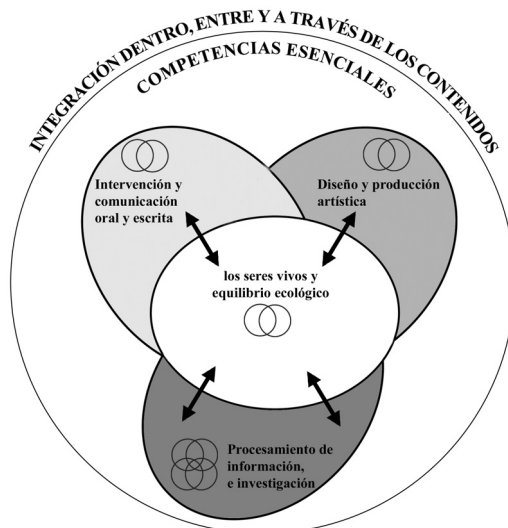 INTEGRACIÓN DENTRO, ENTRE Y A TRAVÉS DE LOS CONTENIDOS
COMPETENCIAS ESENCIALES
Intervención y
comunicación
oral y escrita
Diseño y producción
artística
los seres vivos y
equilibrio ecológico
Procesamiento de
información,
e investigación